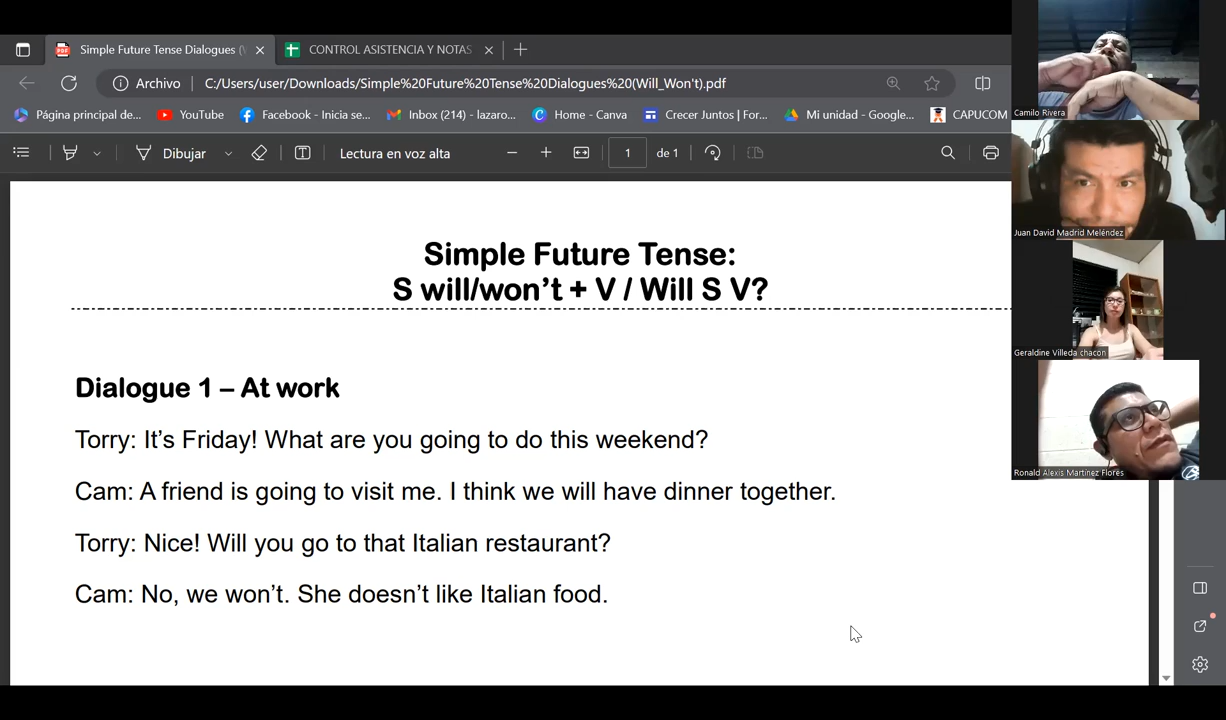 Simple Future Tense Dialogues (
CONTROL ASISTENCIA Y NOTAS
Archivo
C:/Users/user/Downloads/Simple%20Future%20Tense%20Dialogues%20(Will_Won't).pdf
Página principal de...
YouTube
Facebook - Inicia se...
Inbox (214) - lazaro...
Home - Canva
Crecer Juntos | For...
Mi unidad - Google...
CAPUCOM
Dibujar
Lectura en voz alta
1
de 1
Simple Future Tense:
S will/won't + V / Will S V?
Dialogue 1 – At work
Torry: It's Friday! What are you going to do this weekend?
Cam: A friend is going to visit me. I think we will have dinner together.
Torry: Nice! Will you go to that Italian restaurant?
Cam: No, we won't. She doesn't like Italian food.
Camilo Rivera
Juan David Madrid Meléndez
Geraldine Villeda chacon
Ronald Alexis Martínez Flores